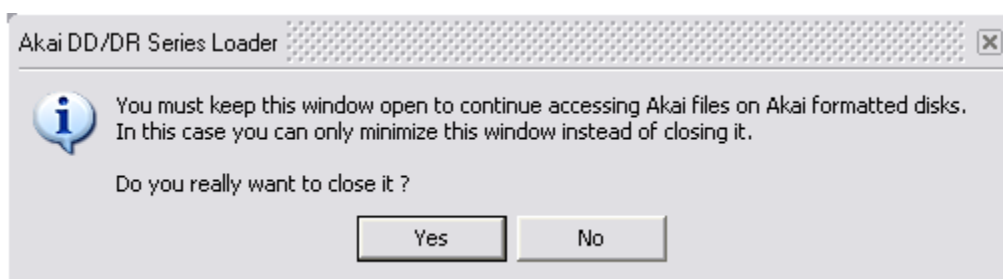 Akai DD/DR Series Loader
You must keep this window open to continue accessing Akai files on Akai formatted disks.
In this case you can only minimize this window instead of closing it.
Do you really want to close it ?
Yes No